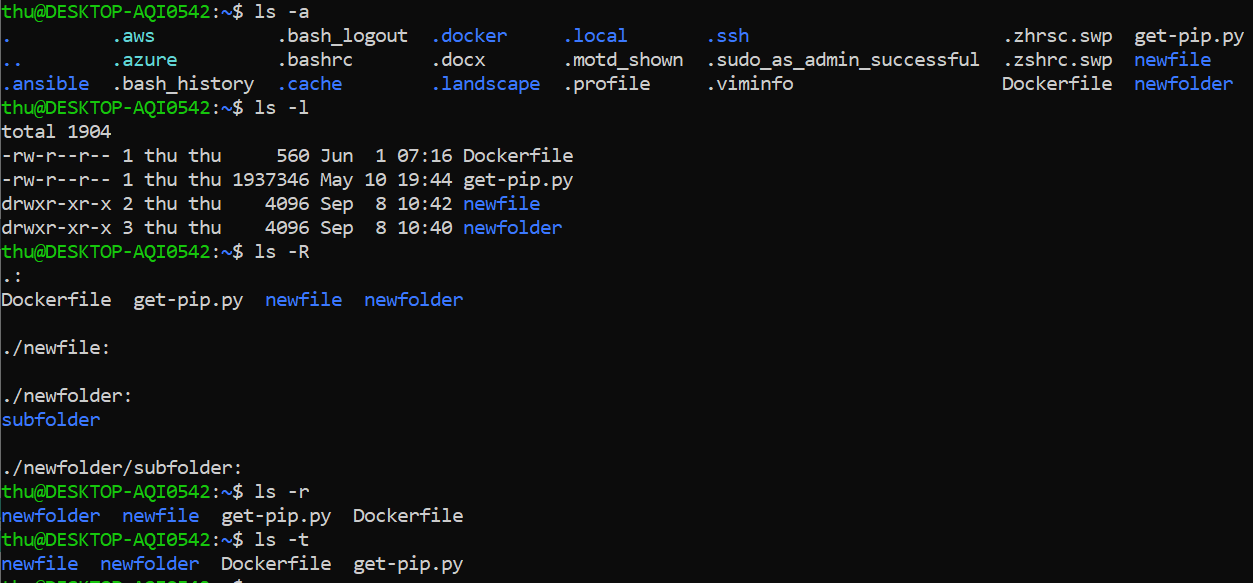 thu@DESKTOP-AQI0542:~$ ls -a
.         .aws           .bash_logout  .docker     .local       .ssh                       .zhrsc.swp  get-pip.py
..        .azure         .bashrc       .docx       .motd_shown  .sudo_as_admin_successful  .zshrc.swp  newfile
.ansible  .bash_history  .cache        .landscape  .profile     .viminfo                   Dockerfile  newfolder
thu@DESKTOP-AQI0542:~$ ls -l
total 1904
-rw-r--r-- 1 thu thu     560 Jun  1 07:16 Dockerfile
-rw-r--r-- 1 thu thu 1937346 May 10 19:44 get-pip.py
drwxr-xr-x 2 thu thu    4096 Sep  8 10:42 newfile
drwxr-xr-x 3 thu thu    4096 Sep  8 10:40 newfolder
thu@DESKTOP-AQI0542:~$ ls -R
.:
Dockerfile  get-pip.py  newfile  newfolder

./newfile:

./newfolder:
subfolder

./newfolder/subfolder:
thu@DESKTOP-AQI0542:~$ ls -r
newfolder  newfile  get-pip.py  Dockerfile
thu@DESKTOP-AQI0542:~$ ls -t
newfile  newfolder  Dockerfile  get-pip.py